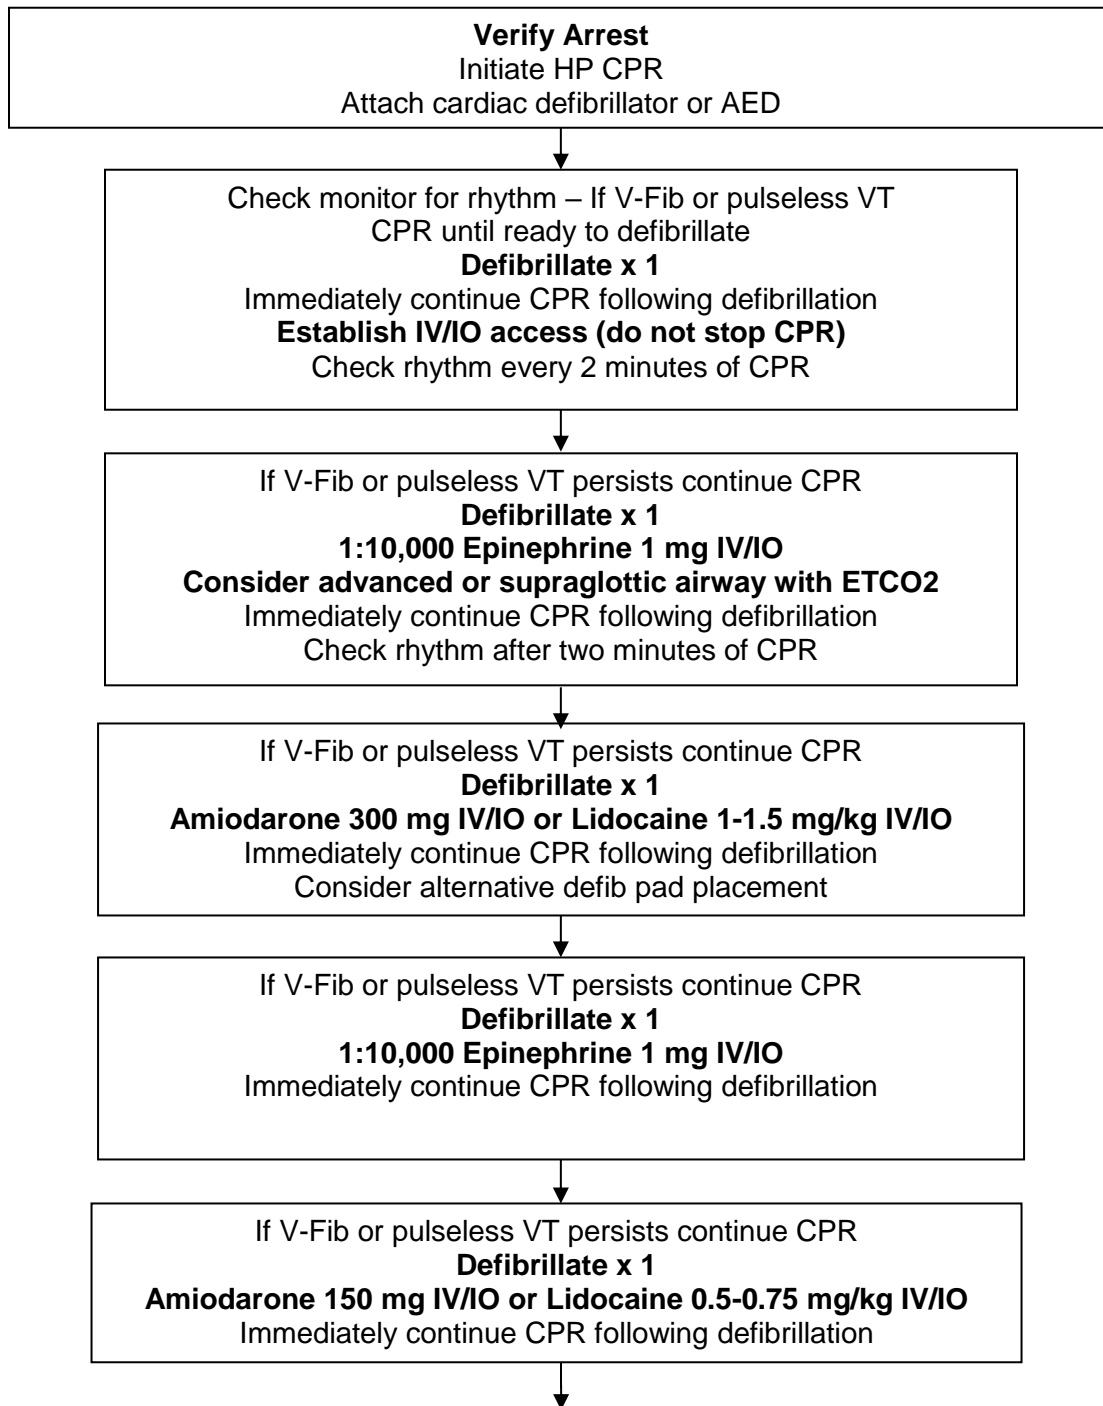 Verify Arrest
Initiate HP CPR
Attach cardiac defibrillator or AED
Check monitor for rhythm – If V-Fib or pulseless VT
CPR until ready to defibrillate
Defibrillate x 1
Immediately continue CPR following defibrillation
Establish IV/IO access (do not stop CPR)
Check rhythm every 2 minutes of CPR
If V-Fib or pulseless VT persists continue CPR
Defibrillate x 1
1:10,000 Epinephrine 1 mg IV/IO
Consider advanced or supraglottic airway with ETCO2
Immediately continue CPR following defibrillation
Check rhythm after two minutes of CPR
If V-Fib or pulseless VT persists continue CPR
Defibrillate x 1
Amiodarone 300 mg IV/IO or Lidocaine 1-1.5 mg/kg IV/IO
Immediately continue CPR following defibrillation
Consider alternative defib pad placement
If V-Fib or pulseless VT persists continue CPR
Defibrillate x 1
1:10,000 Epinephrine 1 mg IV/IO
Immediately continue CPR following defibrillation
If V-Fib or pulseless VT persists continue CPR
Defibrillate x 1
Amiodarone 150 mg IV/IO or Lidocaine 0.5-0.75 mg/kg IV/IO
Immediately continue CPR following defibrillation